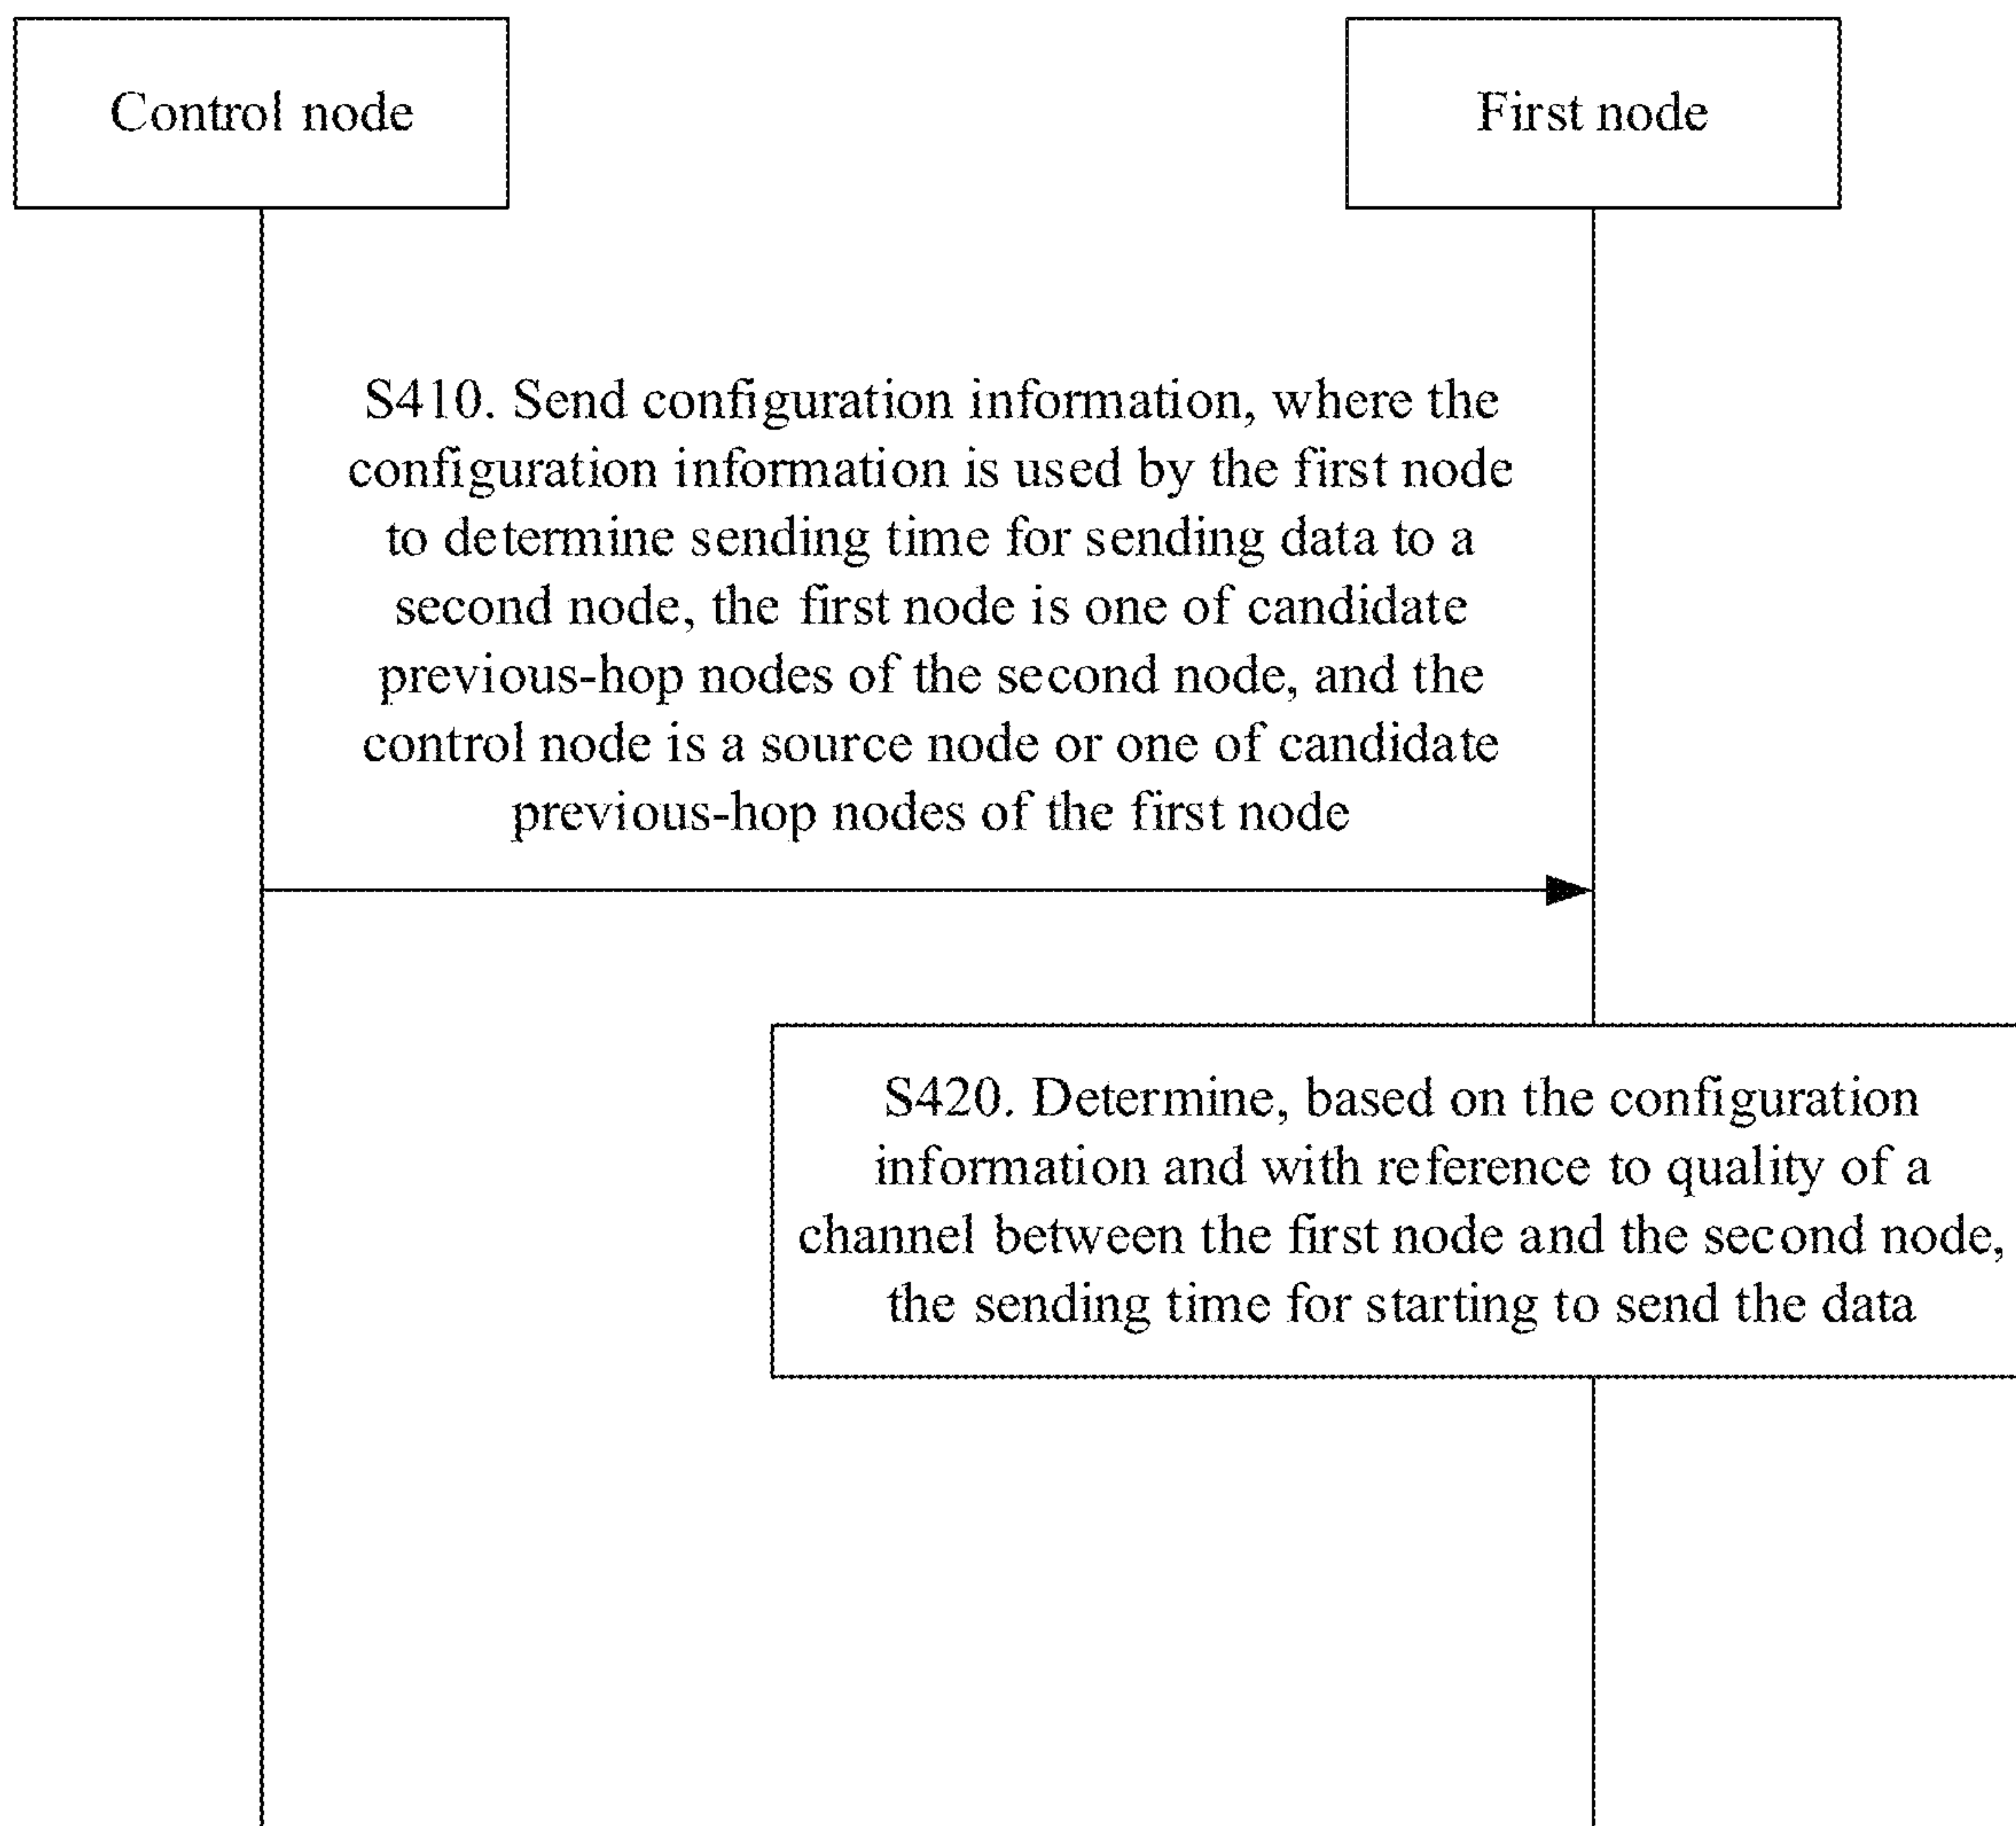 Control node
First node
S410. Send configuration information, where the
configuration information is used by the first node
to determine sending time for sending data to a
second node, the first node is one of candidate
previous-hop nodes of the second node, and the
control node is a source node or one of candidate
previous-hop nodes of the first node
S420. Determine, based on the configuration
information and with reference to quality of a
channel between the first node and the second node,
the sending time for starting to send the data